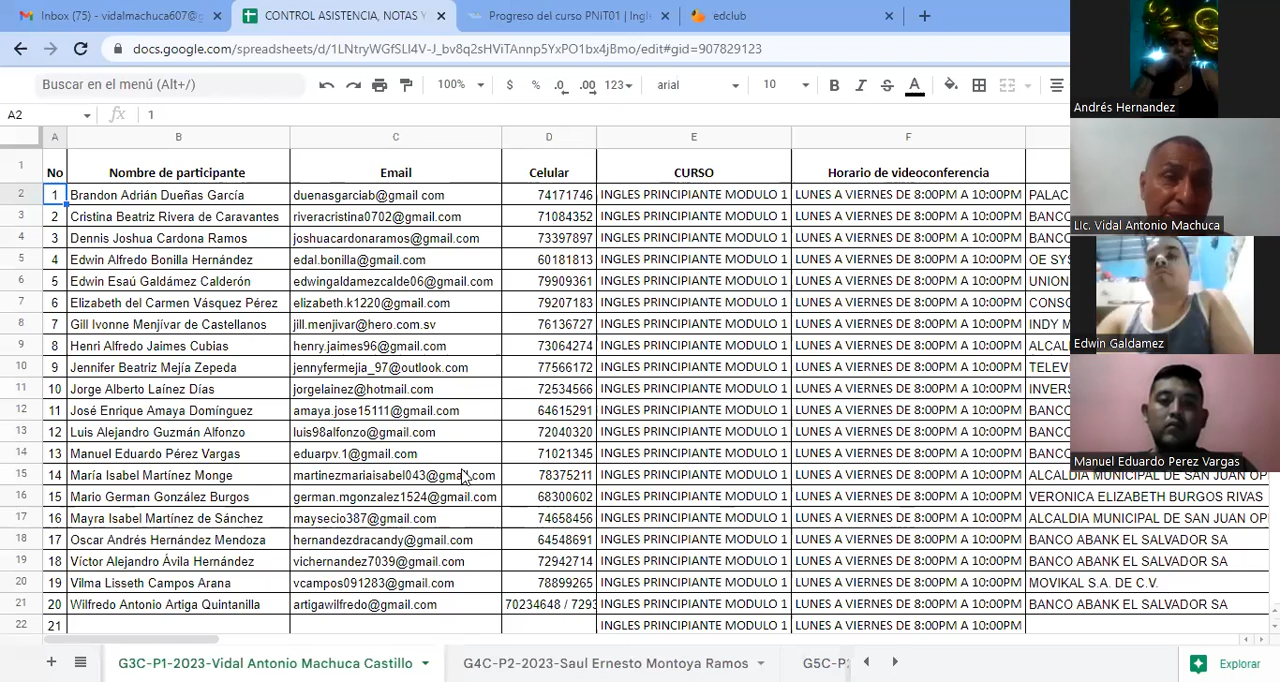 Inbox (75) - vidalmachuca607@g
CONTROL ASISTENCIA, NOTAS Y
Progreso del curso PNIT01 | Ingl
edclub
docs.google.com/spreadsheets/d/1LNtryWGfSLI4V-J_bv8q2sHViTAnnp5YxPO1bx4jBmo/edit#gid=907829123
Buscar en el menú (Alt+/)
100%
%
.0
.00
123
arial
10
B I S A
A2
fx
1
A B C D E F
1 No Nombre de participante Email Celular CURSO Horario de videoconferencia
2 1 Brandon Adrián Dueñas García duenasgarciab@gmail com 74171746 INGLES PRINCIPIANTE MODULO 1 LUNES A VIERNES DE 8:00PM A 10:00PM PALAC
3 2 Cristina Beatriz Rivera de Caravantes riveracristina0702@gmail.com 71084352 INGLES PRINCIPIANTE MODULO 1 LUNES A VIERNES DE 8:00PM A 10:00PM BANCO
4 3 Dennis Joshua Cardona Ramos joshuacardonaramos@gmail.com 73397897 INGLES PRINCIPIANTE MODULO 1 LUNES A VIERNES DE 8:00PM A 10:00PM BANCO
5 4 Edwin Alfredo Bonilla Hernández edal.bonilla@gmail.com 60181813 INGLES PRINCIPIANTE MODULO 1 LUNES A VIERNES DE 8:00PM A 10:00PM OE SYS
6 5 Edwin Esaú Galdámez Calderón edwingaldamezcalde06@gmail.com 79909361 INGLES PRINCIPIANTE MODULO 1 LUNES A VIERNES DE 8:00PM A 10:00PM UNION
7 6 Elizabeth del Carmen Vásquez Pérez elizabeth.k1220@gmail.com 79207183 INGLES PRINCIPIANTE MODULO 1 LUNES A VIERNES DE 8:00PM A 10:00PM CONSO
8 7 Gill Ivonne Menjívar de Castellanos jill.menjivar@hero.com.sv 76136727 INGLES PRINCIPIANTE MODULO 1 LUNES A VIERNES DE 8:00PM A 10:00PM INDY M
9 8 Henri Alfredo Jaimes Cubias henry.jaimes99@gmail.com 73064274 INGLES PRINCIPIANTE MODULO 1 LUNES A VIERNES DE 8:00PM A 10:00PM ALCAL
10 9 Jennifer Beatriz Mejía Zepeda jennyfermejia_97@outlook.com 77566172 INGLES PRINCIPIANTE MODULO 1 LUNES A VIERNES DE 8:00PM A 10:00PM TELEV
11 10 Jorge Alberto Laínez Días jorgelainez@hotmail.com 72534566 INGLES PRINCIPIANTE MODULO 1 LUNES A VIERNES DE 8:00PM A 10:00PM INVERS
12 11 José Enrique Amaya Domínguez amaya.jose15111@gmail.com 64615291 INGLES PRINCIPIANTE MODULO 1 LUNES A VIERNES DE 8:00PM A 10:00PM BANCO
13 12 Luis Alejandro Guzmán Alfonzo luis98alfonzo@gmail.com 72040320 INGLES PRINCIPIANTE MODULO 1 LUNES A VIERNES DE 8:00PM A 10:00PM BANCO
14 13 Manuel Eduardo Pérez Vargas eduarpv.1@gmail.com 71021345 INGLES PRINCIPIANTE MODULO 1 LUNES A VIERNES DE 8:00PM A 10:00PM BANCO
15 14 María Isabel Martínez Monge 70375211 INGLES PRINCIPIANTE MODULO 1 LUNES A VIERNES DE 8:00PM A 10:00PM ALCALDIA MUNICIPAL DE SAN JUAN OP
16 15 Mario German González Burgos german.mgonzalez1524@gmail.com 68309602 INGLES PRINCIPIANTE MODULO 1 LUNES A VIERNES DE 8:00PM A 10:00PM VERONICA ELIZABETH BURGOS RIVAS
17 16 Mayra Isabel Martínez de Sánchez maysecio387@gmail.com 74658456 INGLES PRINCIPIANTE MODULO 1 LUNES A VIERNES DE 8:00PM A 10:00PM ALCALDIA MUNICIPAL DE SAN JUAN OP
18 17 Oscar Andrés Hernández Mendoza hernandezdracandy@gmail.com 64548691 INGLES PRINCIPIANTE MODULO 1 LUNES A VIERNES DE 8:00PM A 10:00PM BANCO ABANK EL SALVADOR SA
19 18 Víctor Alejandro Ávila Hernández vichernandez7039@gmail.com 72942714 INGLES PRINCIPIANTE MODULO 1 LUNES A VIERNES DE 8:00PM A 10:00PM BANCO ABANK EL SALVADOR SA
20 19 Vilma Lisseth Campos Arana vcampos091283@gmail.com 78899265 INGLES PRINCIPIANTE MODULO 1 LUNES A VIERNES DE 8:00PM A 10:00PM MOVIKAL S.A. DE C.V.
21 20 Wilfredo Antonio Artiga Quintanilla artigawilfredo@gmail.com 70234648 / 7293 INGLES PRINCIPIANTE MODULO 1 LUNES A VIERNES DE 8:00PM A 10:00PM BANCO ABANK EL SALVADOR SA
22 21 INGLES PRINCIPIANTE MODULO 1 LUNES A VIERNES DE 8:00PM A 10:00PM
G3C-P1-2023-Vidal Antonio Machuca Castillo
G4C-P2-2023-Saul Ernesto Montoya Ramos
G5C-P
Explorar
Andrés Hernandez
Lic. Vidal Antonio Machuca
Edwin Galdamez
Manuel Eduardo Perez Vargas